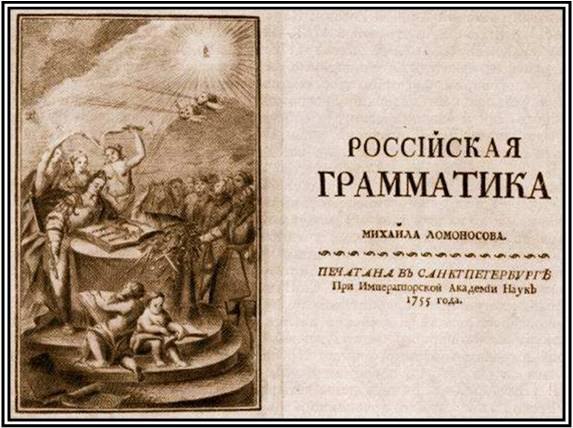 РОССІЙСКАЯ
ГРАММАТИКА
МИХАЙЛА ЛОМОНОСОВА.
ПЕЧАТАНА ВЪ САНКТПЕТЕРБУРГѢ
При Императорской Академіи Наукъ
1755 года.